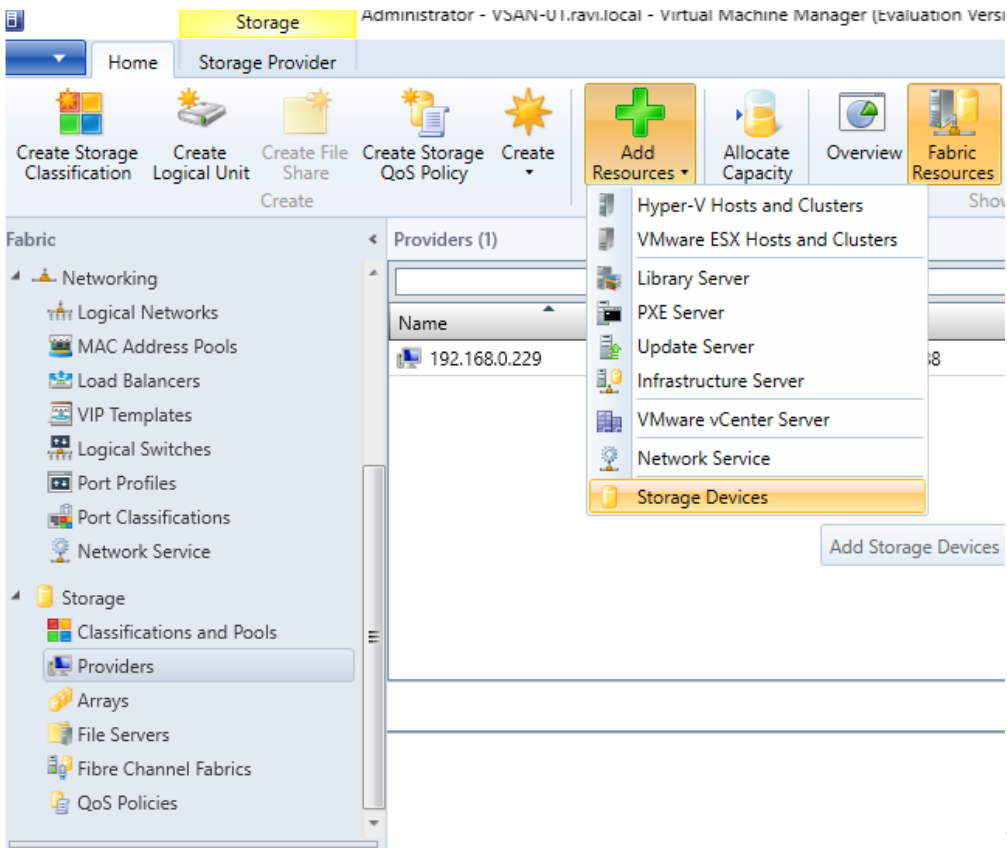 Storage
Administrator - VSAN-01.ravi.local - Virtual Machine Manager (Evaluation Versi
Home
Storage Provider
Create Storage
Classification
Create
Logical Unit
Create File
Share
Create Storage
QoS Policy
Create
Add
Resources
Allocate
Capacity
Overview
Fabric
Resources
Create
Show
Hyper-V Hosts and Clusters
VMware ESX Hosts and Clusters
Library Server
PXE Server
Update Server
Infrastructure Server
VMware vCenter Server
Network Service
Storage Devices
Add Storage Devices
Fabric
Networking
Logical Networks
MAC Address Pools
Load Balancers
VIP Templates
Logical Switches
Port Profiles
Port Classifications
Network Service
Storage
Classifications and Pools
Providers
Arrays
File Servers
Fibre Channel Fabrics
QoS Policies
Providers (1)
Name
192.168.0.229
88